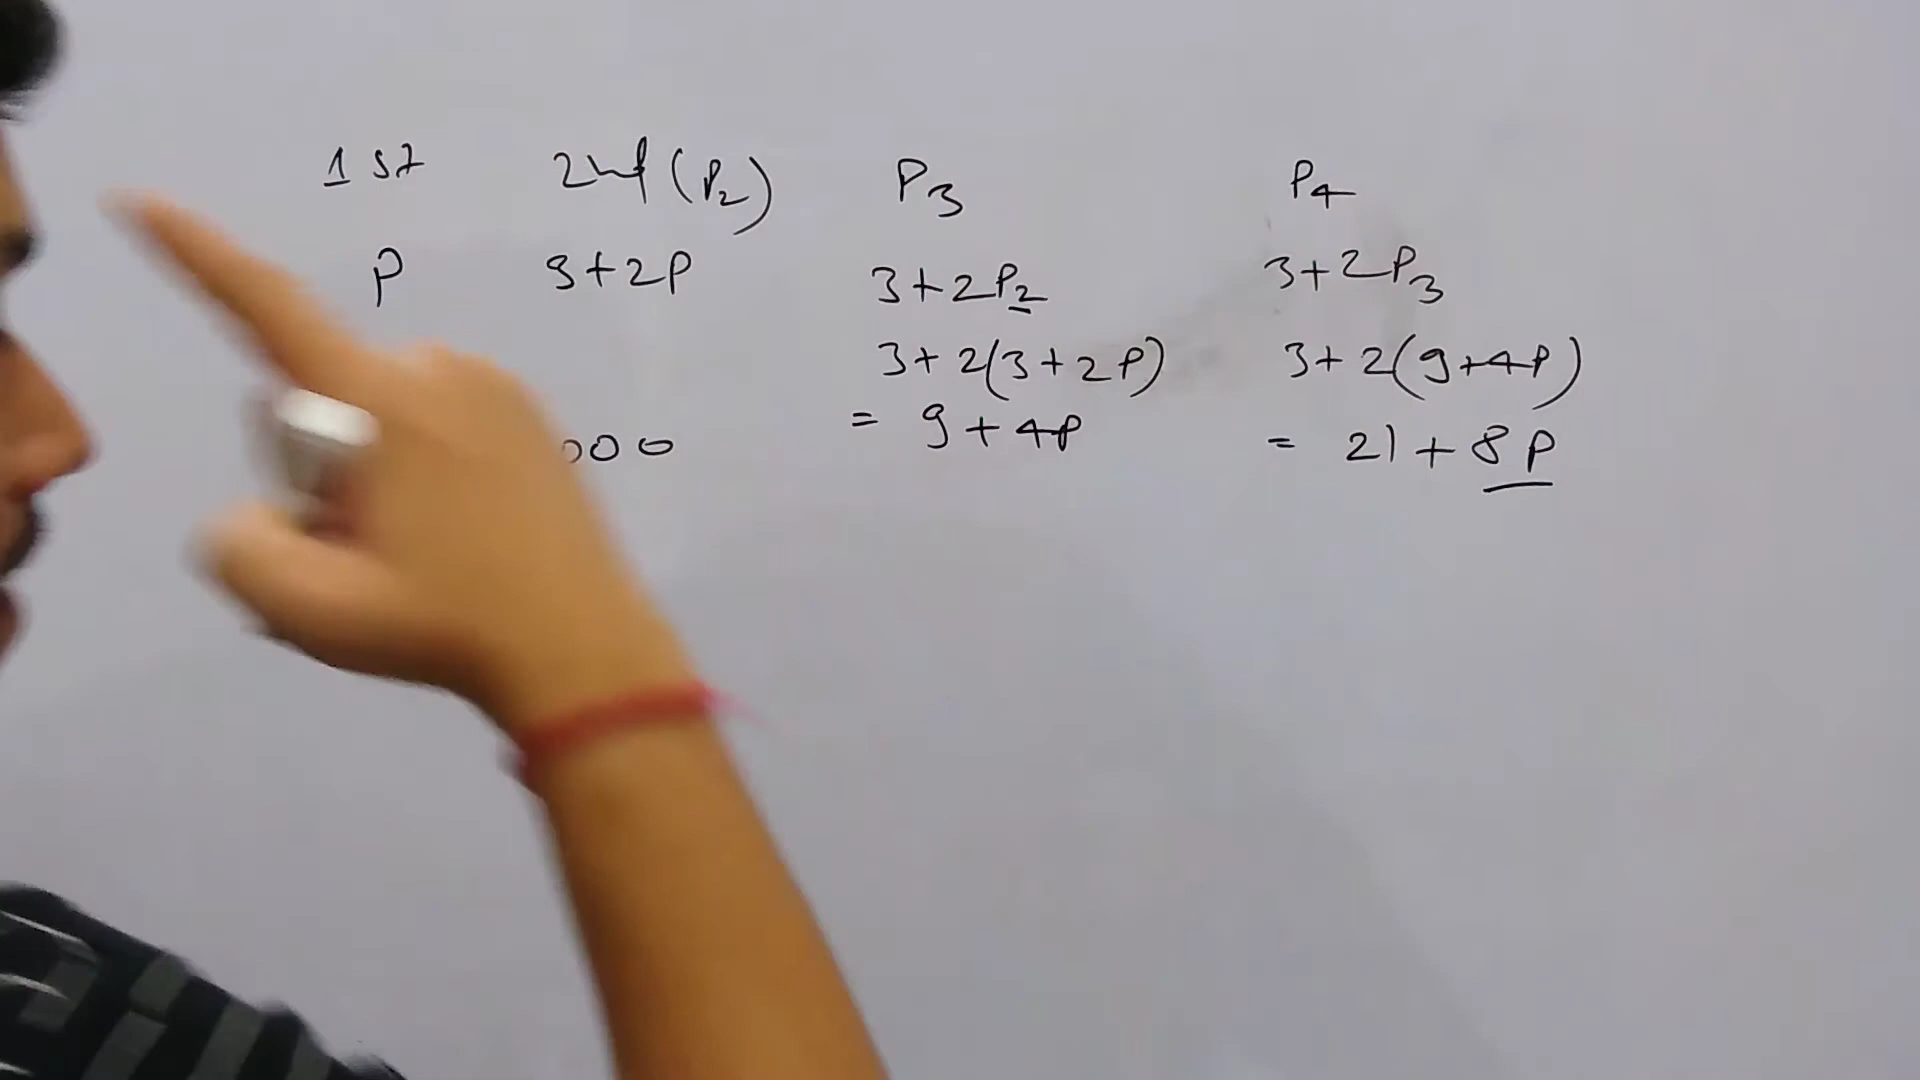 1st 2nd (P2) P3 P4
P 3+2P 3+2P2 3+2P3
3+2(3+2P) 3+2(9+4P)
000 = 9+4P = 21+8P